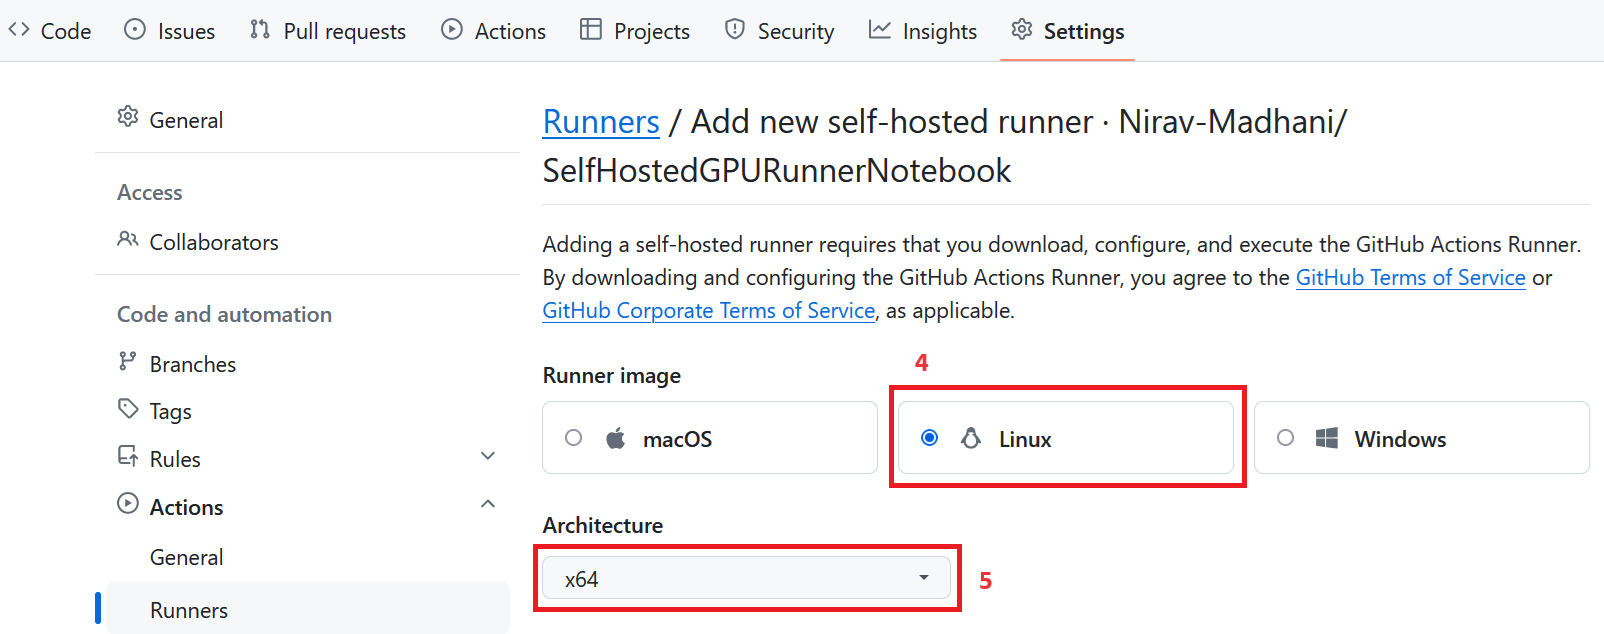 Code Issues Pull requests Actions Projects Security Insights Settings
General
Access
Collaborators
Code and automation
Branches
Tags
Rules
Actions
General
Runners
Runners / Add new self-hosted runner · Nirav-Madhani/
SelfHostedGPURunnerNotebook
Adding a self-hosted runner requires that you download, configure, and execute the GitHub Actions Runner.
By downloading and configuring the GitHub Actions Runner, you agree to the GitHub Terms of Service or
GitHub Corporate Terms of Service, as applicable.
4
Runner image
macOS Linux Windows
Architecture
x64
5